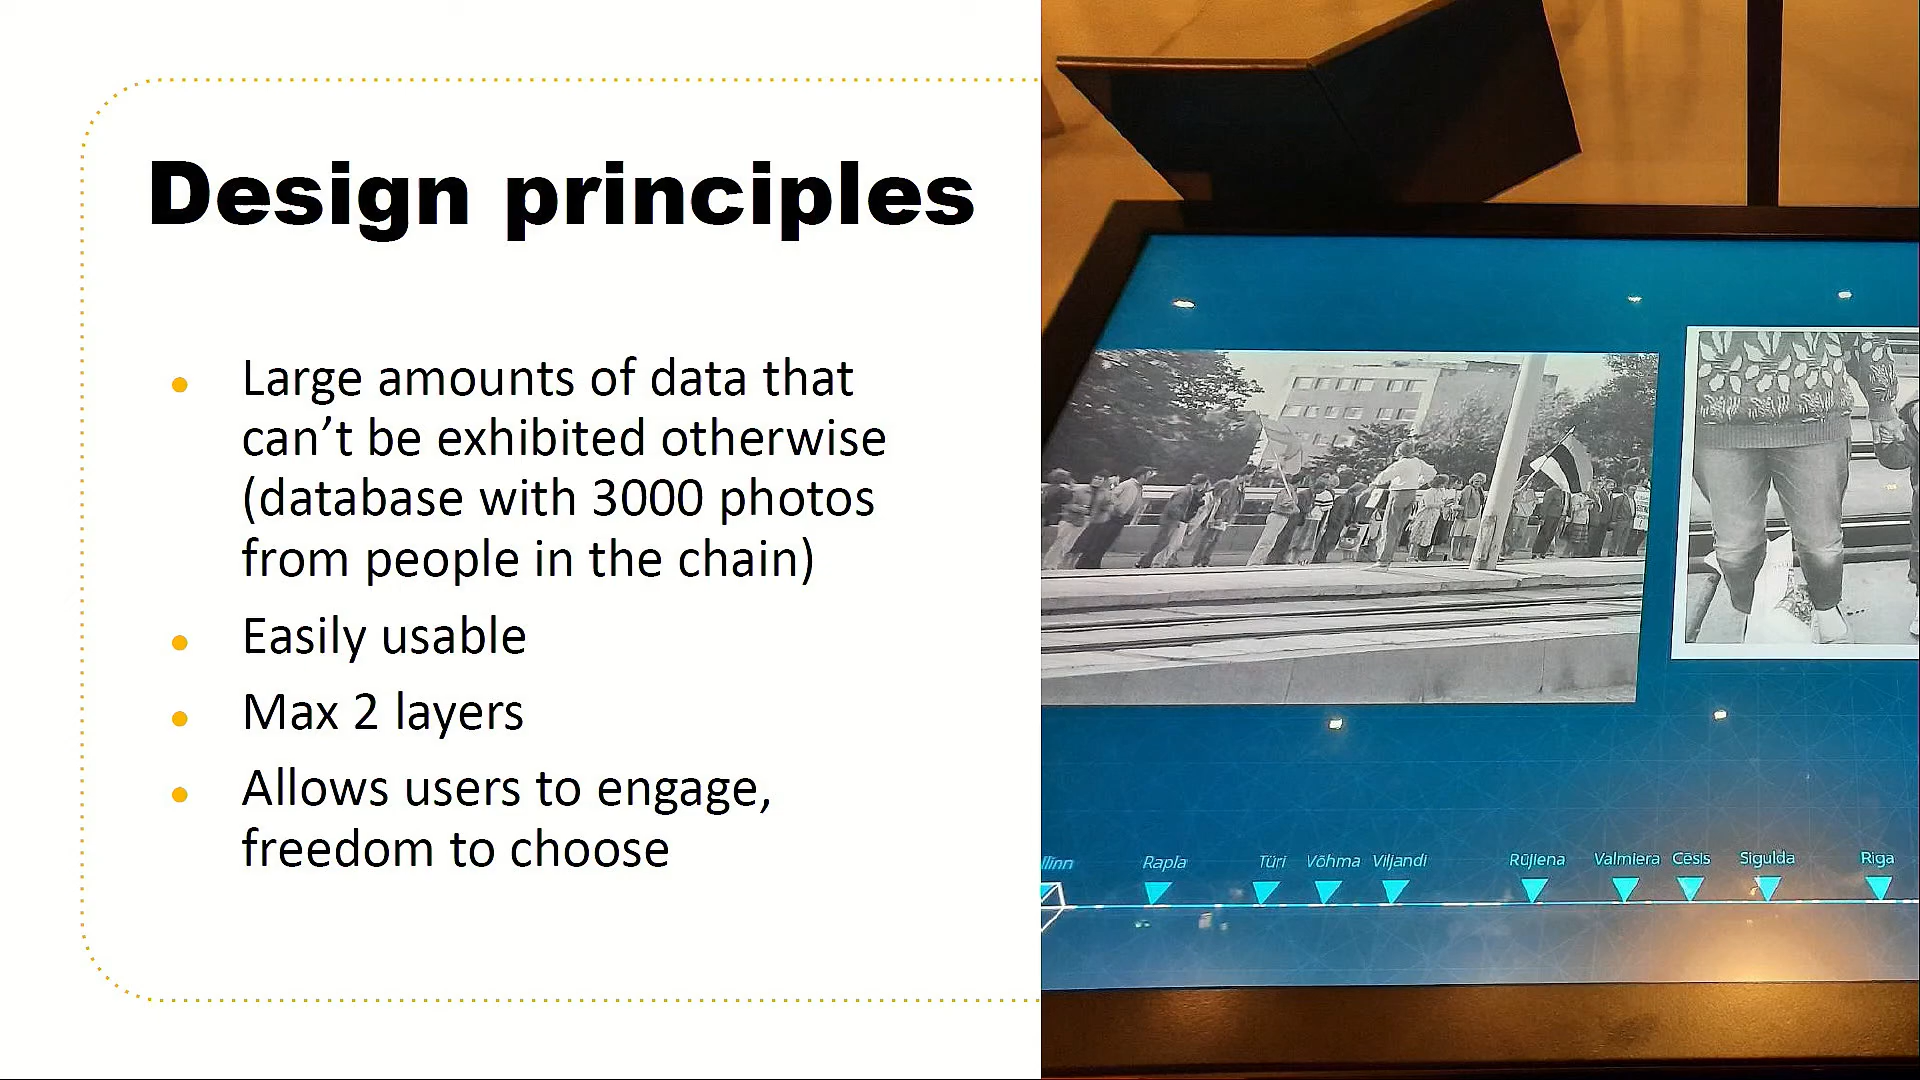 Design principles
Large amounts of data that
can’t be exhibited otherwise
(database with 3000 photos
from people in the chain)
Easily usable
Max 2 layers
Allows users to engage,
freedom to choose
llinn Rapla Türi Võhma Viljandi Rūjiena Valmiera Cēsis Sigulda Rīga